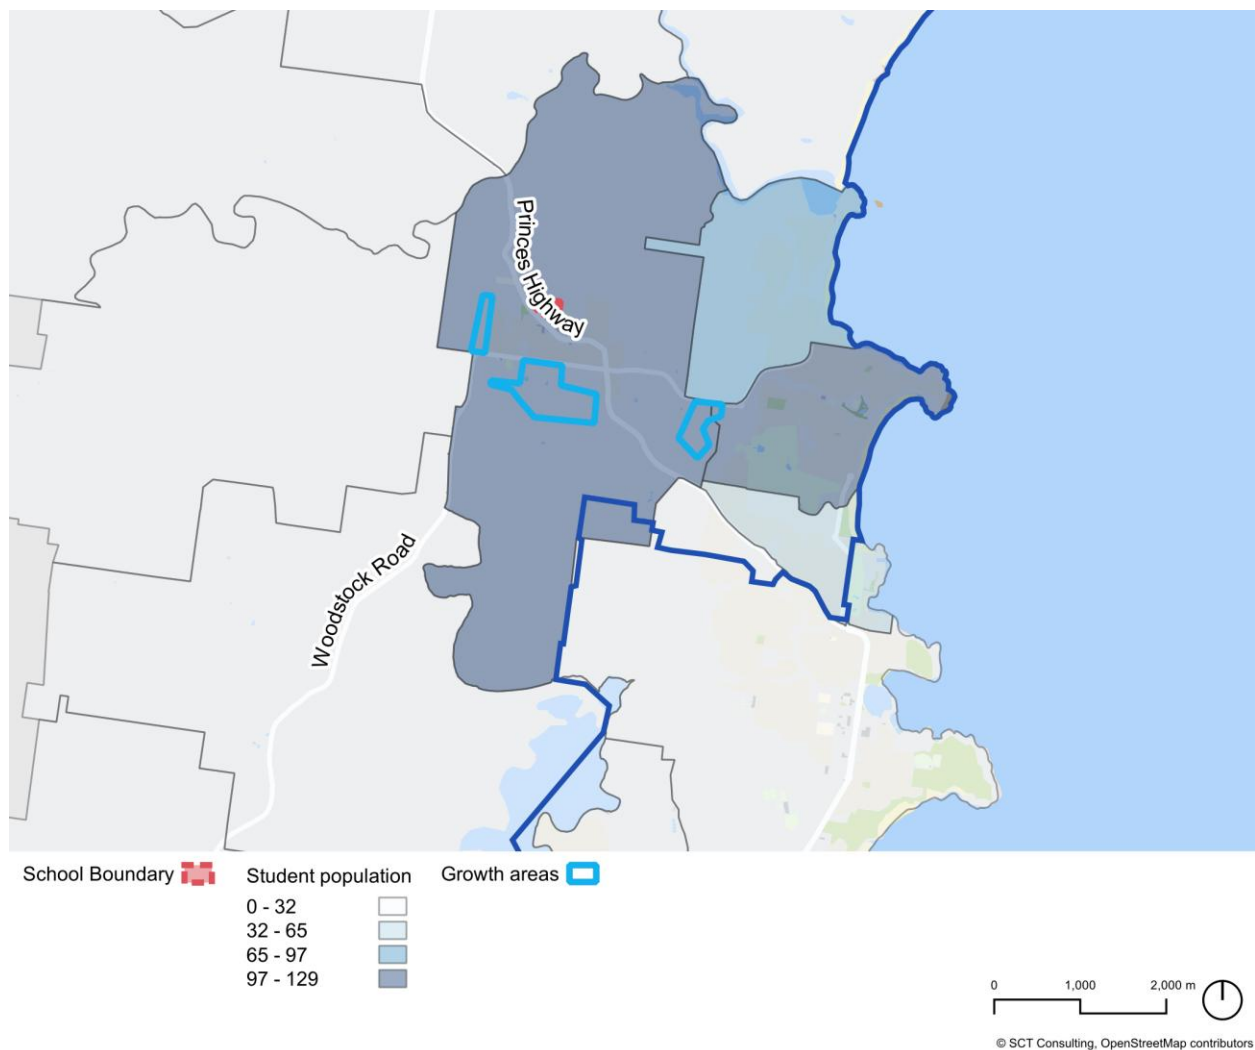 Princes Highway
Woodstock Road
School Boundary
Student population
Growth areas
0 - 32
32 - 65
65 - 97
97 - 129
0 1,000 2,000 m
© SCT Consulting, OpenStreetMap contributors